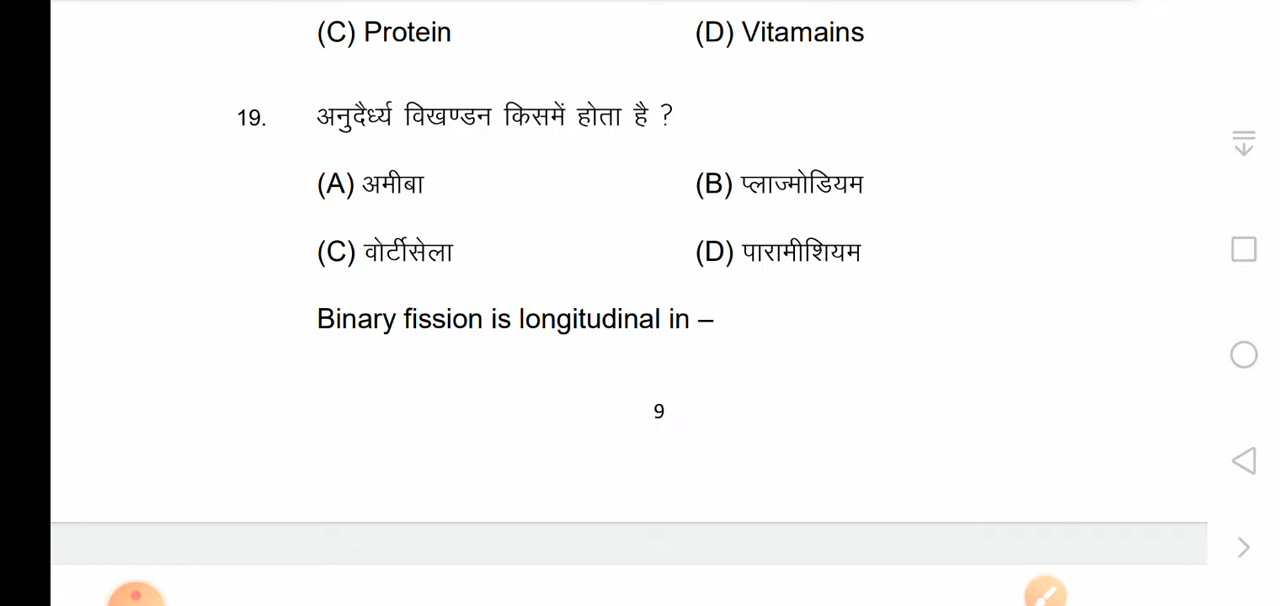 (C) Protein (D) Vitamains
19. अनुदैर्ध्य विखण्डन किसमें होता है ?
(A) अमीबा (B) प्लाज्मोडियम
(C) वोर्टीसेला (D) पारामीशियम
Binary fission is longitudinal in –
9